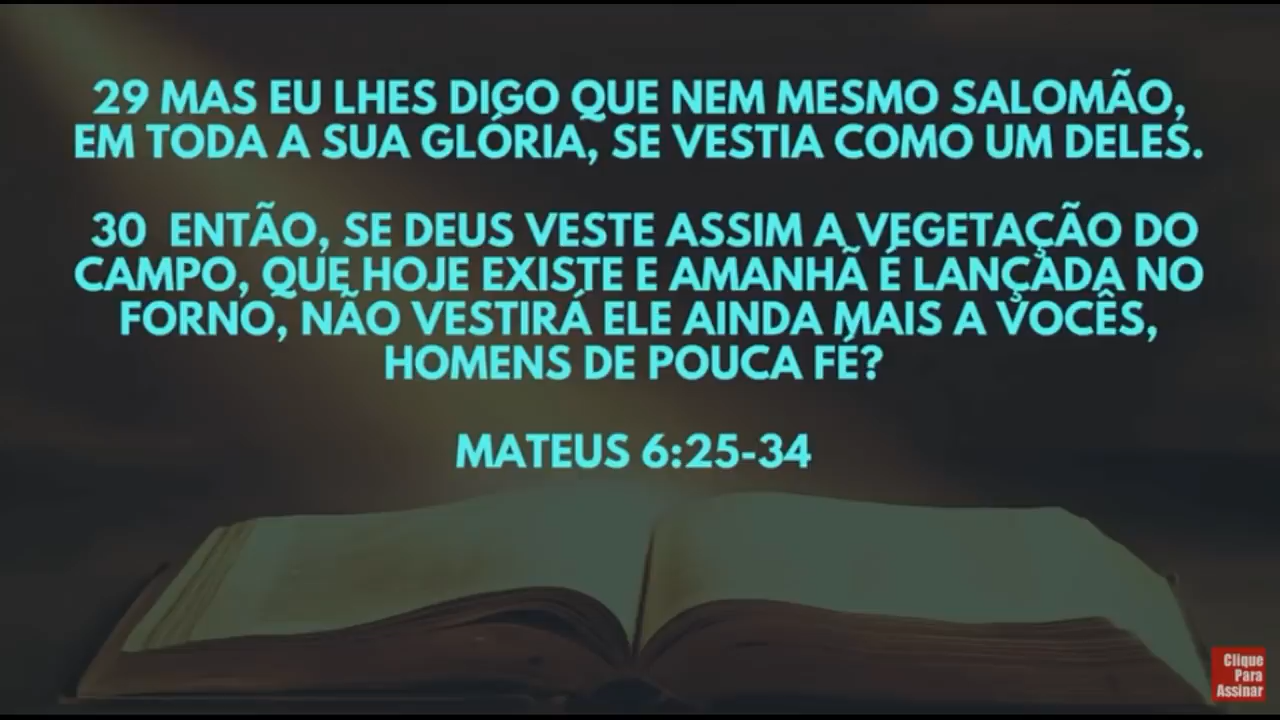 29 MAS EU LHES DIGO QUE NEM MESMO SALOMÃO,
EM TODA A SUA GLÓRIA, SE VESTIA COMO UM DELES.
30 ENTÃO, SE DEUS VESTE ASSIM A VEGETAÇÃO DO
CAMPO, QUE HOJE EXISTE E AMANHÃ É LANÇADA NO
FORNO, NÃO VESTIRÁ ELE AINDA MAIS A VOCÊS,
HOMENS DE POUCA FÉ?
MATEUS 6:25-34
Clique
Para
Assinar